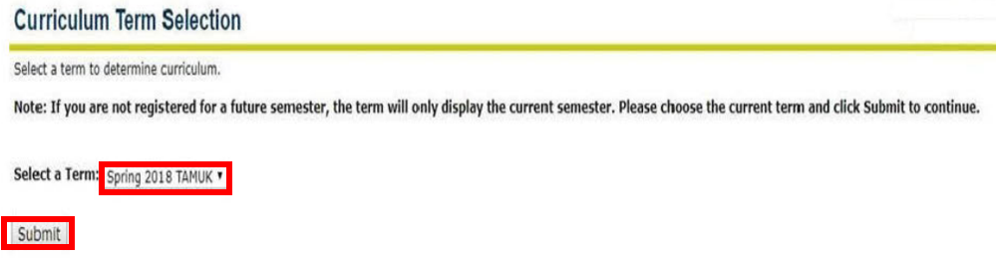 Curriculum Term Selection
Select a term to determine curriculum.
Note: If you are not registered for a future semester, the term will only display the current semester. Please choose the current term and click Submit to continue.
Select a Term: Spring 2018 TAMUK
Submit